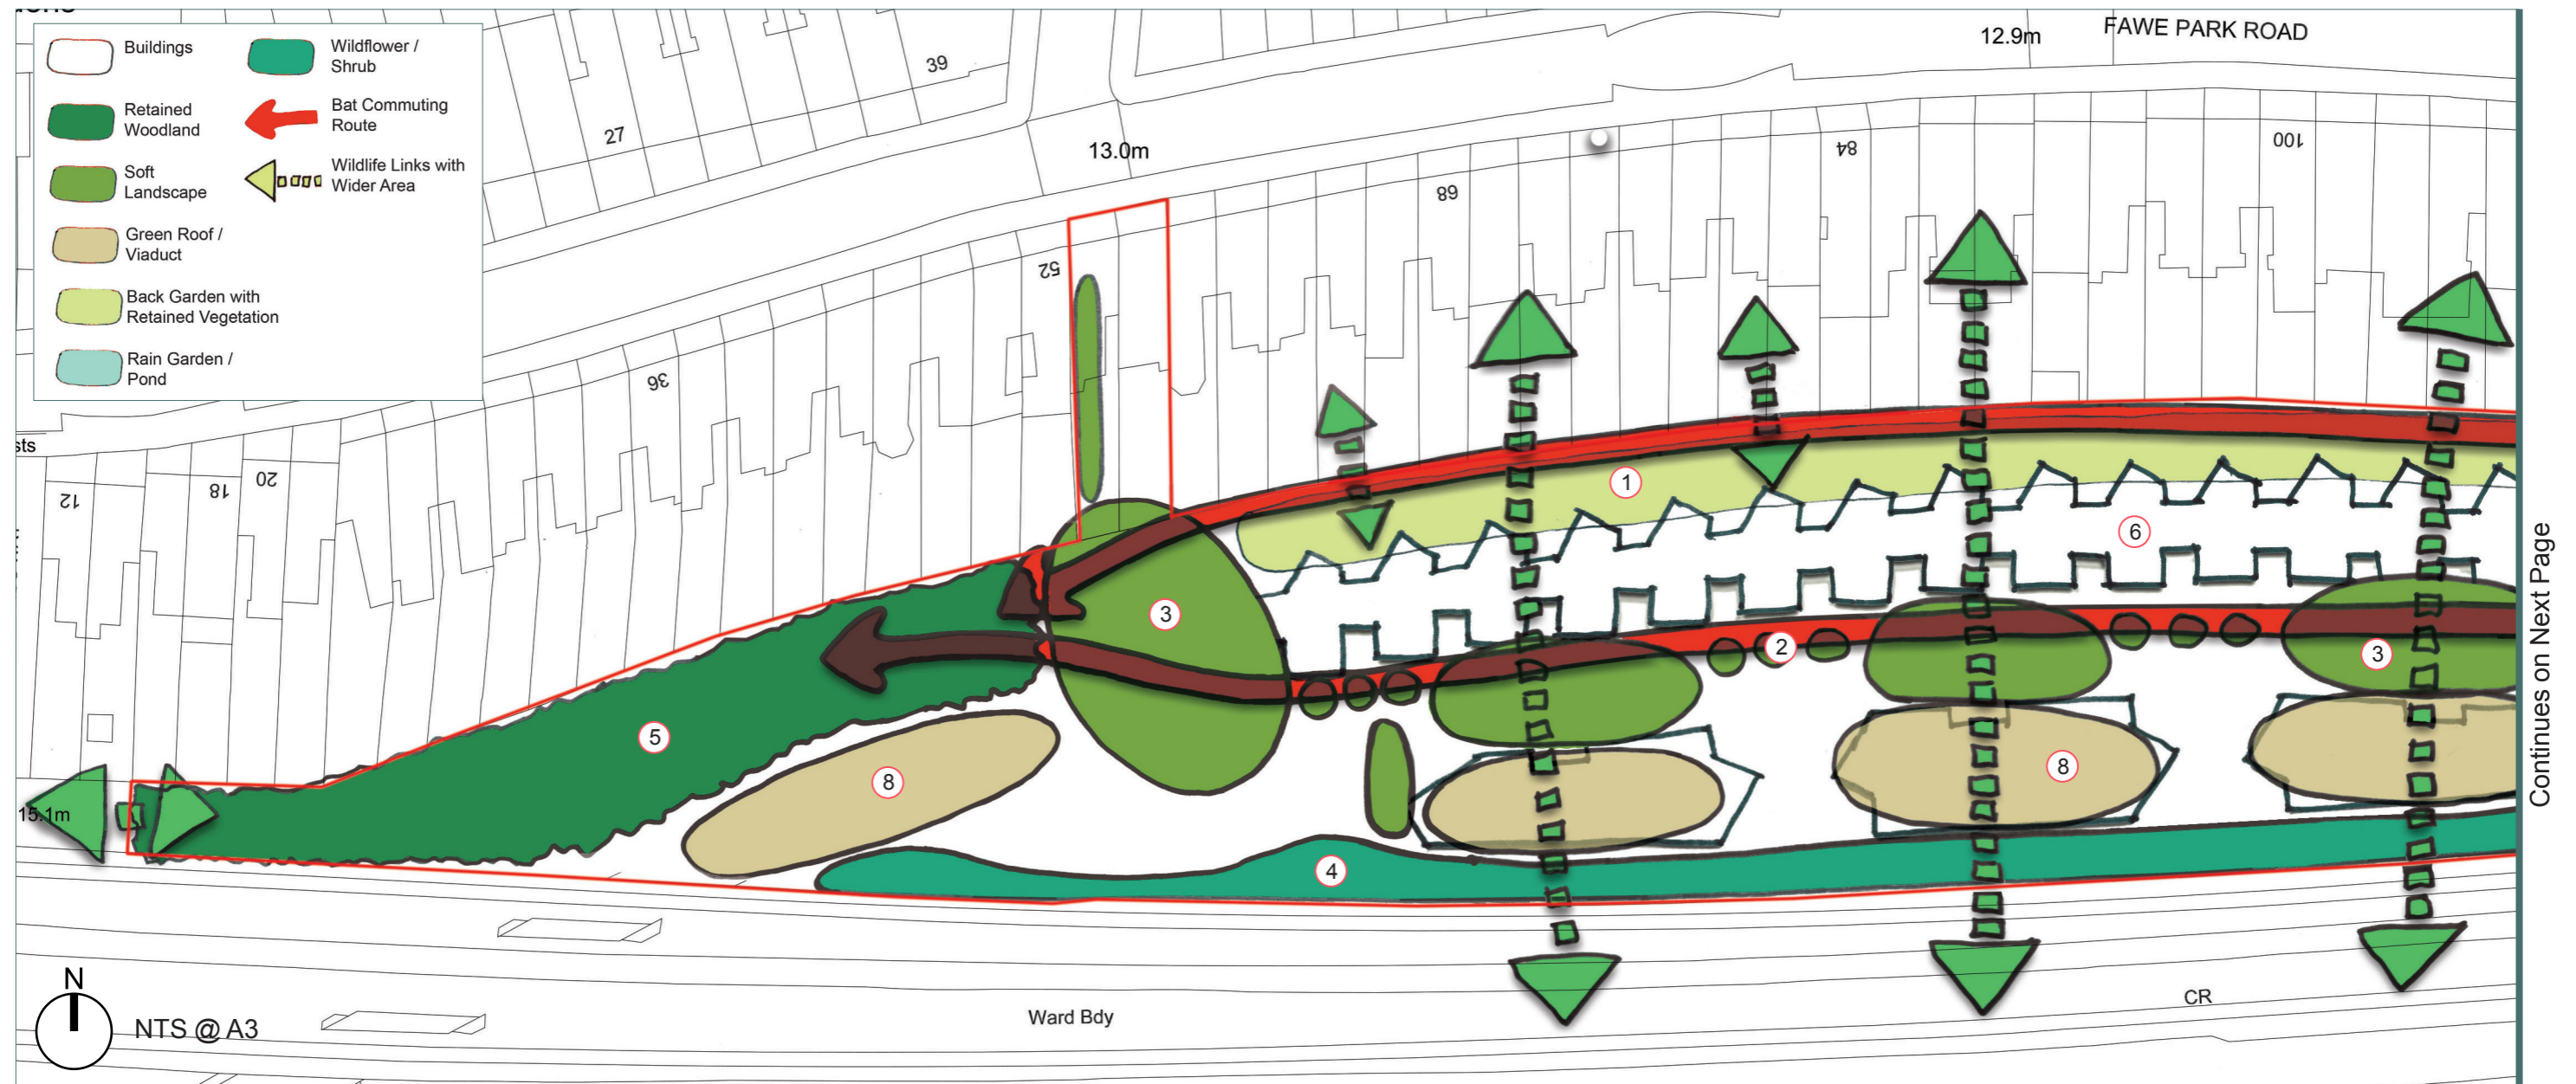 Buildings
Retained
Woodland
Soft
Landscape
Green Roof /
Viaduct
Back Garden with
Retained Vegetation
Rain Garden /
Pond
Wildflower /
Shrub
Bat Commuting
Route
Wildlife Links with
Wider Area
FAWE PARK ROAD
12.9m
39
27
13.0m
84
100
68
52
36
20
18
12
sts
1
6
3
2
3
5
8
8
4
15.1m
N
NTS @ A3
Ward Bdy
CR
Continues on Next Page